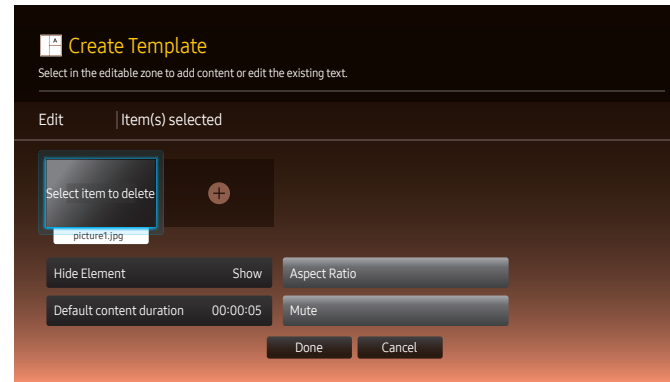 A
Create Template
Select in the editable zone to add content or edit the existing text.
Edit Item(s) selected
Select item to delete
picture1.jpg
Hide Element Show Aspect Ratio
Default content duration 00:00:05 Mute
Done Cancel